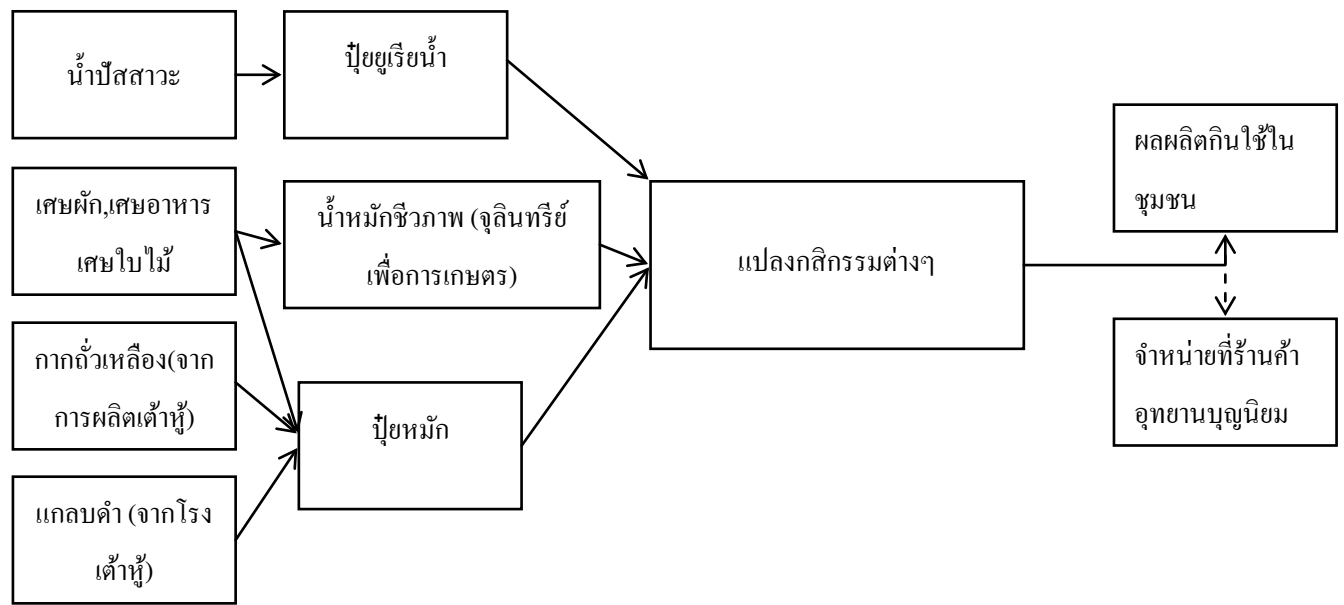 น้ำปัสสาวะ
ปุ๋ยยูเรียน้ำ
เศษผัก,เศษอาหาร
เศษใบไม้
น้ำหมักชีวภาพ (จุลินทรีย์
เพื่อการเกษตร)
กากถั่วเหลือง(จาก
การผลิตเต้าหู้)
ปุ๋ยหมัก
แกลบดำ (จากโรง
เต้าหู้)
แปลงกสิกรรมต่างๆ
ผลผลิตกินใช้ใน
ชุมชน
จำหน่ายที่ร้านค้า
อุทยานบุญนิยม